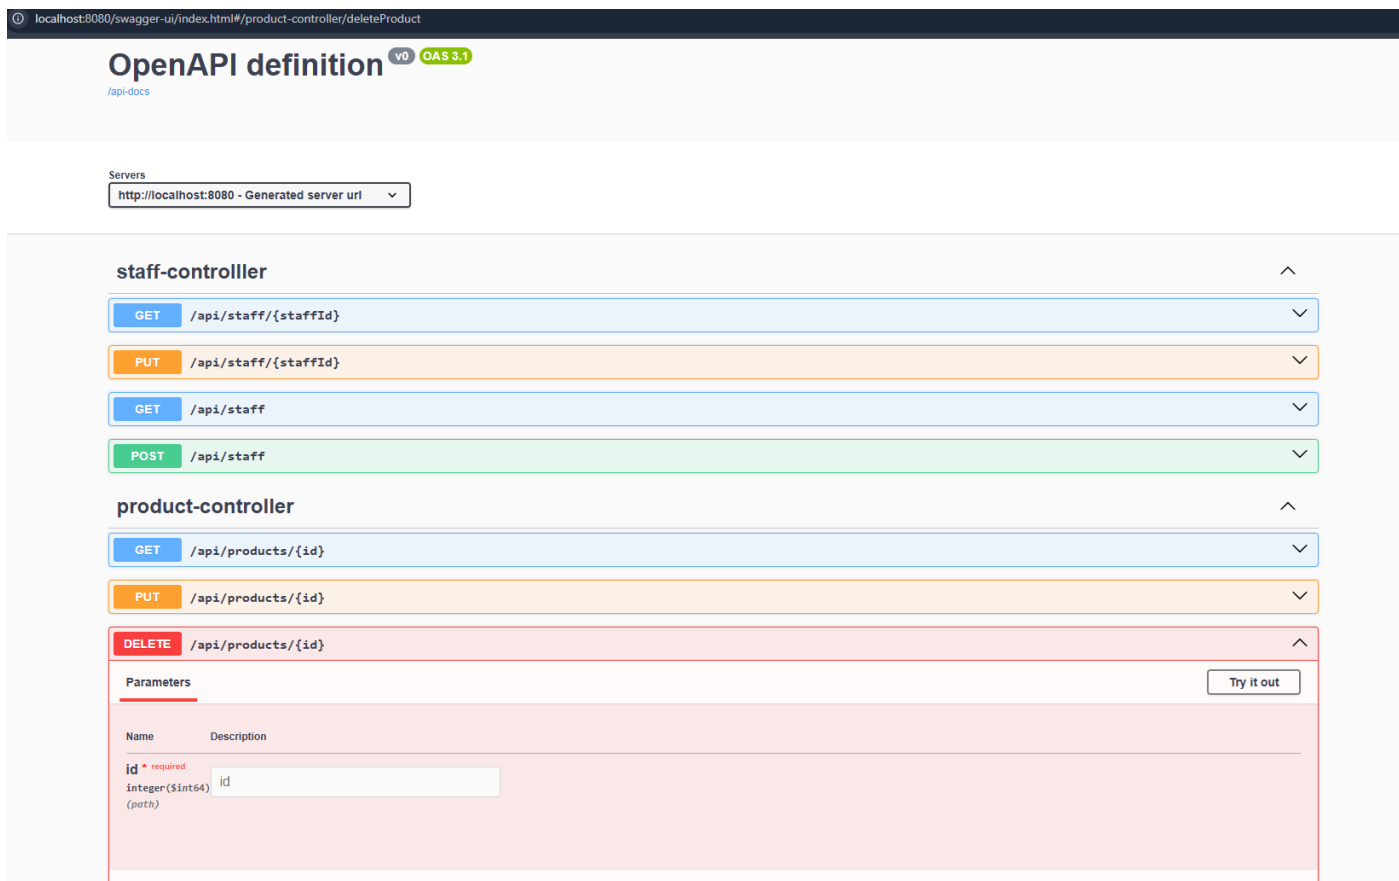 localhost:8080/swagger-ui/index.html#/product-controller/deleteProduct
OpenAPI definition v0 OAS 3.1
/api-docs
Servers
http://localhost:8080 - Generated server url
staff-controlller
GET /api/staff/{staffId}
PUT /api/staff/{staffId}
GET /api/staff
POST /api/staff
product-controller
GET /api/products/{id}
PUT /api/products/{id}
DELETE /api/products/{id}
Parameters Try it out
Name Description
id * required
integer($int64) id
(path)